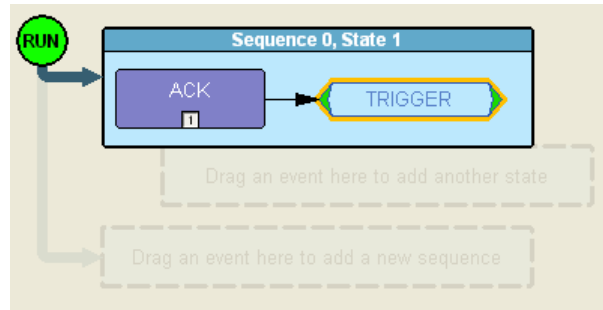 RUN
Sequence 0, State 1
ACK
1
TRIGGER
Drag an event here to add another state
Drag an event here to add a new sequence